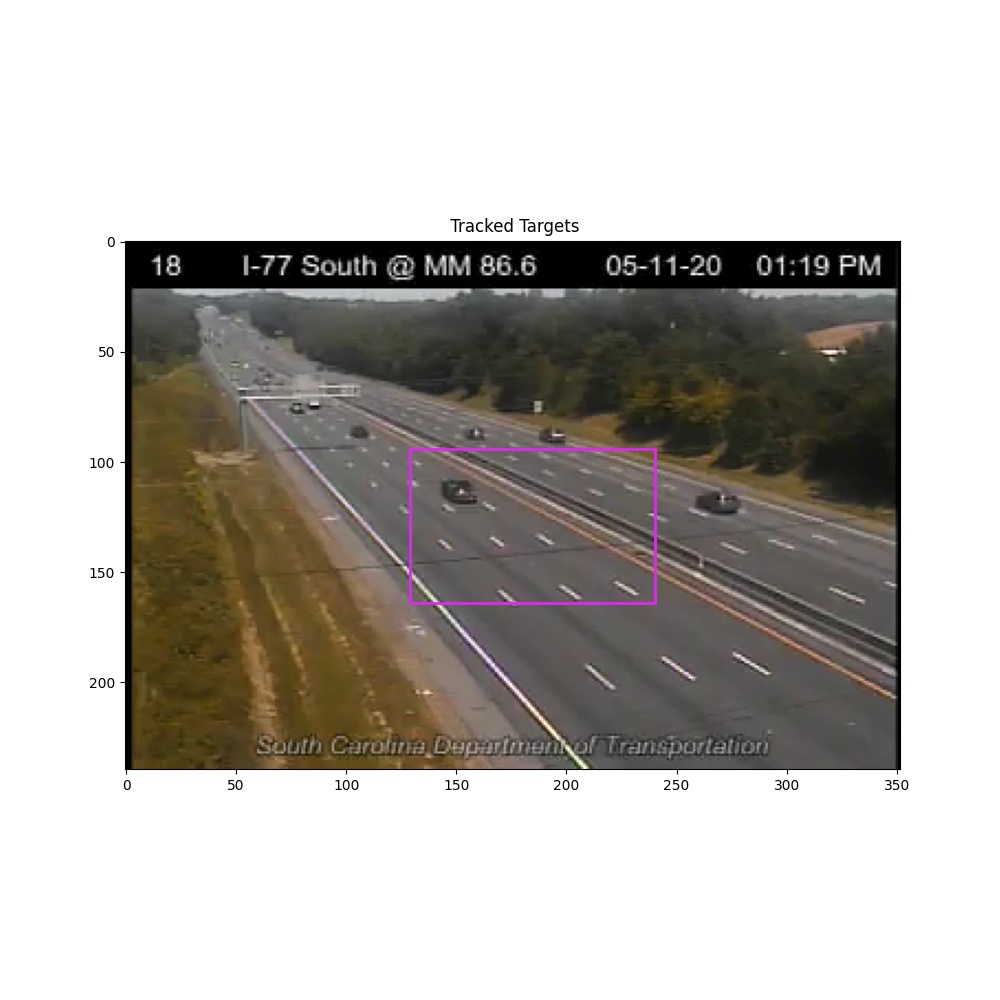 Tracked Targets
18 I-77 South @ MM 86.6 05-11-20 01:19 PM
0
50
100
150
200
South Carolina Department of Transportation
0 50 100 150 200 250 300 350